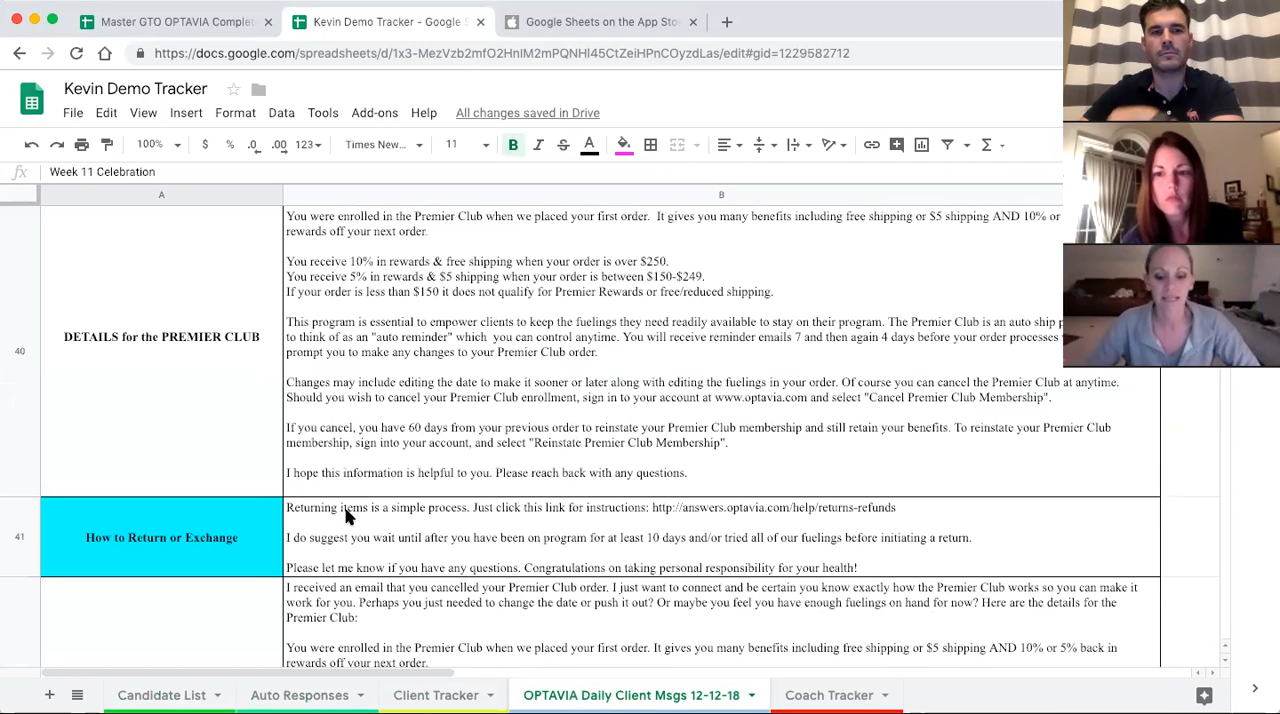 Master GTO OPTAVIA Complet
Kevin Demo Tracker - Google S
Google Sheets on the App Sto
https://docs.google.com/spreadsheets/d/1x3-MezVzb2mfO2HnIM2mPQNHl45CtZeiHPnCOyzdLas/edit#gid=1229582712
Kevin Demo Tracker
File Edit View Insert Format Data Tools Add-ons Help All changes saved in Drive
100% $ % .0 .00 123 Times New... 11 B I S A
fx Week 11 Celebration
A B
You were enrolled in the Premier Club when we placed your first order. It gives you many benefits including free shipping or $5 shipping AND 10% or
rewards off your next order.
You receive 10% in rewards & free shipping when your order is over $250.
You receive 5% in rewards & $5 shipping when your order is between $150-$249.
If your order is less than $150 it does not qualify for Premier Rewards or free/reduced shipping.
40
DETAILS for the PREMIER CLUB
This program is essential to empower clients to keep the fuelings they need readily available to stay on their program. The Premier Club is an auto ship
to think of as an "auto reminder" which you can control anytime. You will receive reminder emails 7 and then again 4 days before your order processes
prompt you to make any changes to your Premier Club order.
Changes may include editing the date to make it sooner or later along with editing the fuelings in your order. Of course you can cancel the Premier Club at anytime.
Should you wish to cancel your Premier Club enrollment, sign in to your account at www.optavia.com and select "Cancel Premier Club Membership".
If you cancel, you have 60 days from your previous order to reinstate your Premier Club membership and still retain your benefits. To reinstate your Premier Club
membership, sign into your account, and select "Reinstate Premier Club Membership".
I hope this information is helpful to you. Please reach back with any questions.
41
How to Return or Exchange
Returning items is a simple process. Just click this link for instructions: http://answers.optavia.com/help/returns-refunds
I do suggest you wait until after you have been on program for at least 10 days and/or tried all of our fuelings before initiating a return.
Please let me know if you have any questions. Congratulations on taking personal responsibility for your health!
I received an email that you cancelled your Premier Club order. I just want to connect and be certain you know exactly how the Premier Club works so you can make it
work for you. Perhaps you just needed to change the date or push it out? Or maybe you feel you have enough fuelings on hand for now? Here are the details for the
Premier Club:
You were enrolled in the Premier Club when we placed your first order. It gives you many benefits including free shipping or $5 shipping AND 10% or 5% back in
rewards off your next order.
Candidate List Auto Responses Client Tracker OPTAVIA Daily Client Msgs 12-12-18 Coach Tracker